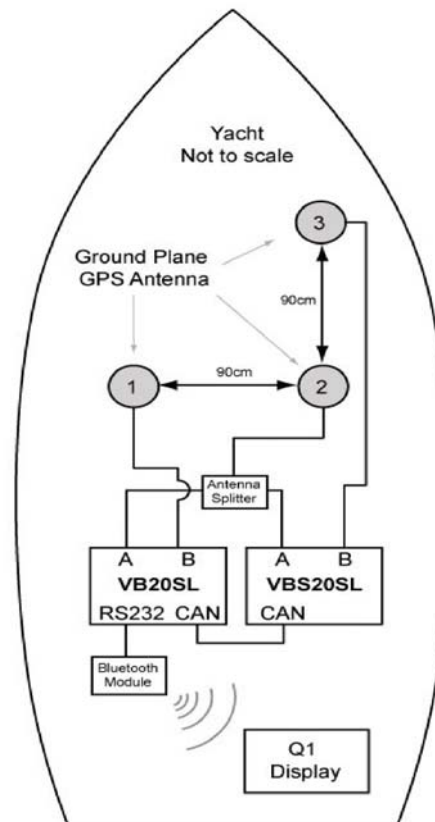 Yacht
Not to scale
3
Ground Plane
GPS Antenna
90cm
1
90cm
2
Antenna
Splitter
A B
VB20SL
RS232 CAN
A B
VBS20SL
CAN
Bluetooth
Module
Q1
Display